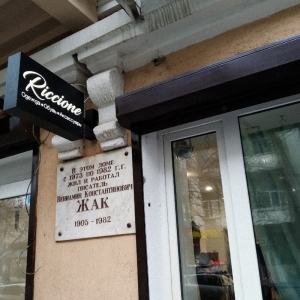 Riccione
Одежда•Обувь•Аксессуары
В ЭТОМ ДОМЕ
С 1973 ПО 1982 Г.Г.
ЖИЛ И РАБОТАЛ
ПИСАТЕЛЬ
ВЕНИАМИН КОНСТАНТИНОВИЧ
ЖАК
1905-1982